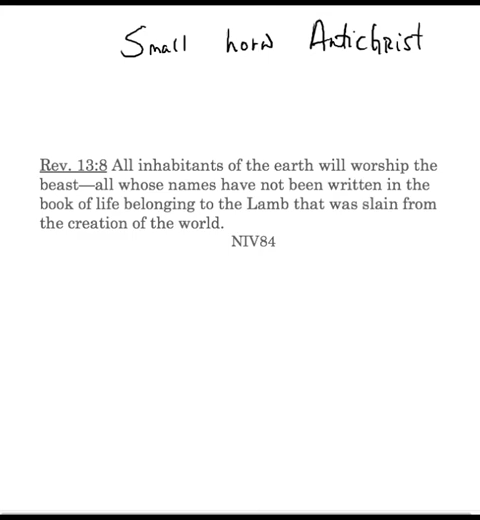 Small horn Antichrist
Rev. 13:8 All inhabitants of the earth will worship the
beast—all whose names have not been written in the
book of life belonging to the Lamb that was slain from
the creation of the world.
NIV84